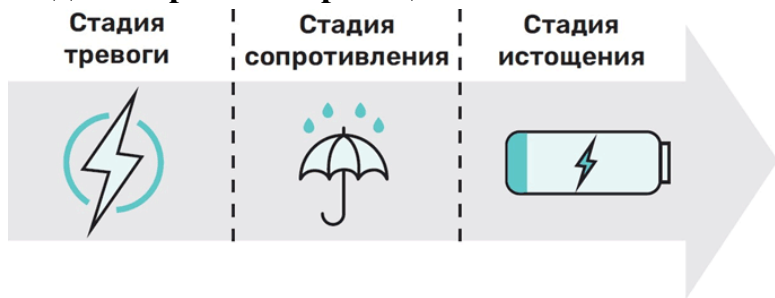 Стадия
тревоги
Стадия
сопротивления
Стадия
истощения